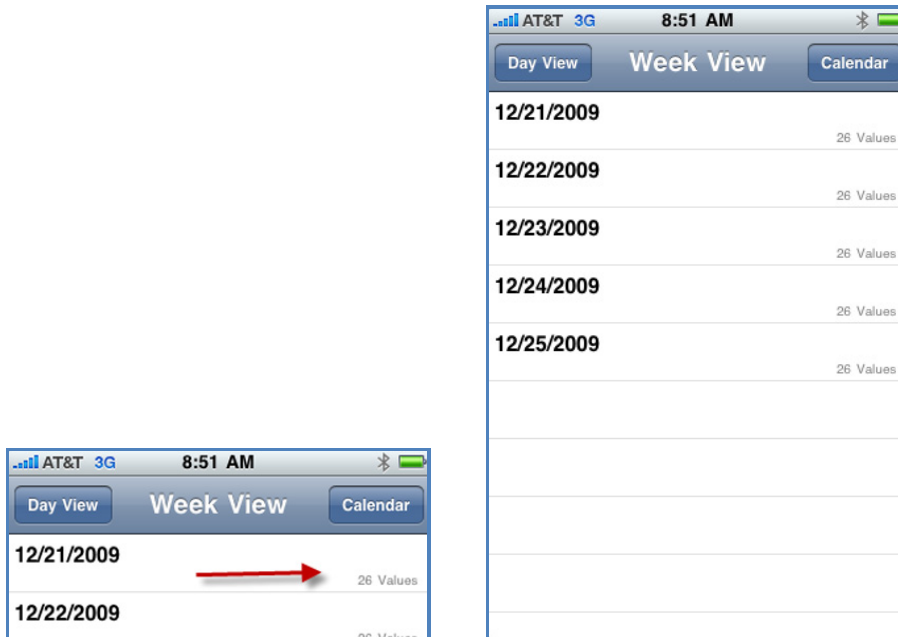 AT&T 3G 8:51 AM
Day View Week View Calendar
12/21/2009
26 Values
12/22/2009
26 Values
12/23/2009
26 Values
12/24/2009
26 Values
12/25/2009
26 Values
AT&T 3G 8:51 AM
Day View Week View Calendar
12/21/2009
26 Values
12/22/2009
26 Values